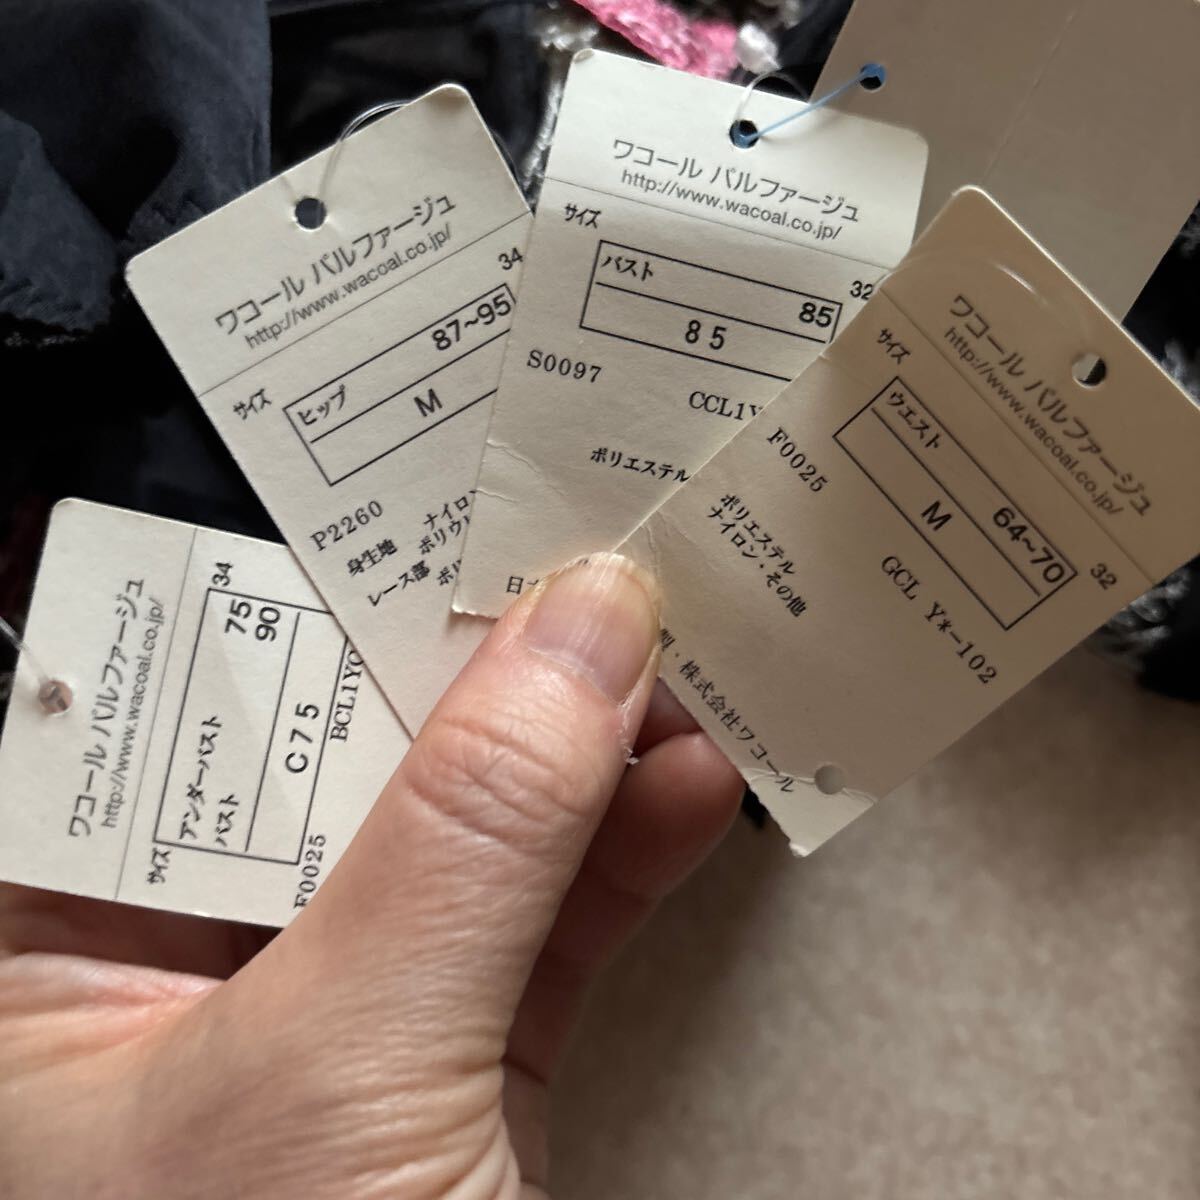 ワコール パルファージュ
http://www.wacoal.co.jp/
34
サイズ
アンダーバスト 75
バスト 90
C75
F0025
ワコール パルファージュ
http://www.wacoal.co.jp/
34
サイズ
ヒップ 87~95
M
P2260
身生地 ナイロン
レース部
ワコール パルファージュ
http://www.wacoal.co.jp/
サイズ
32
バスト 85
85
S0097
ポリエステル
ワコール パルファージュ
http://www.wacoal.co.jp/
サイズ
32
ウエスト 64~70
M
F0025
GCL Y*-102
ポリエステル
ナイロン・その他
製・株式会社ワコール